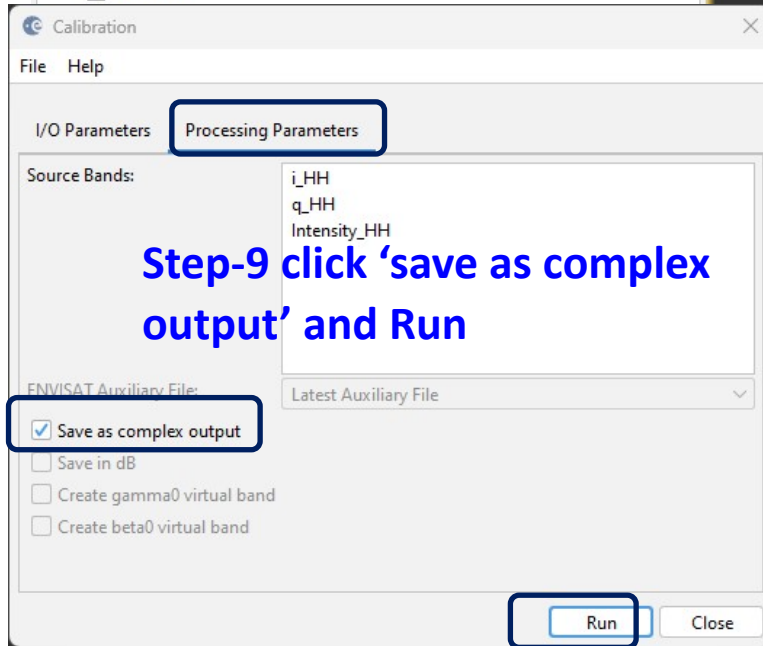 Calibration
File Help
I/O Parameters Processing Parameters
Source Bands:
i_HH
q_HH
Intensity_HH
Step-9 click ‘save as complex
output’ and Run
ENVISAT Auxiliary File: Latest Auxiliary File
Save as complex output
Save in dB
Create gamma0 virtual band
Create beta0 virtual band
Run Close